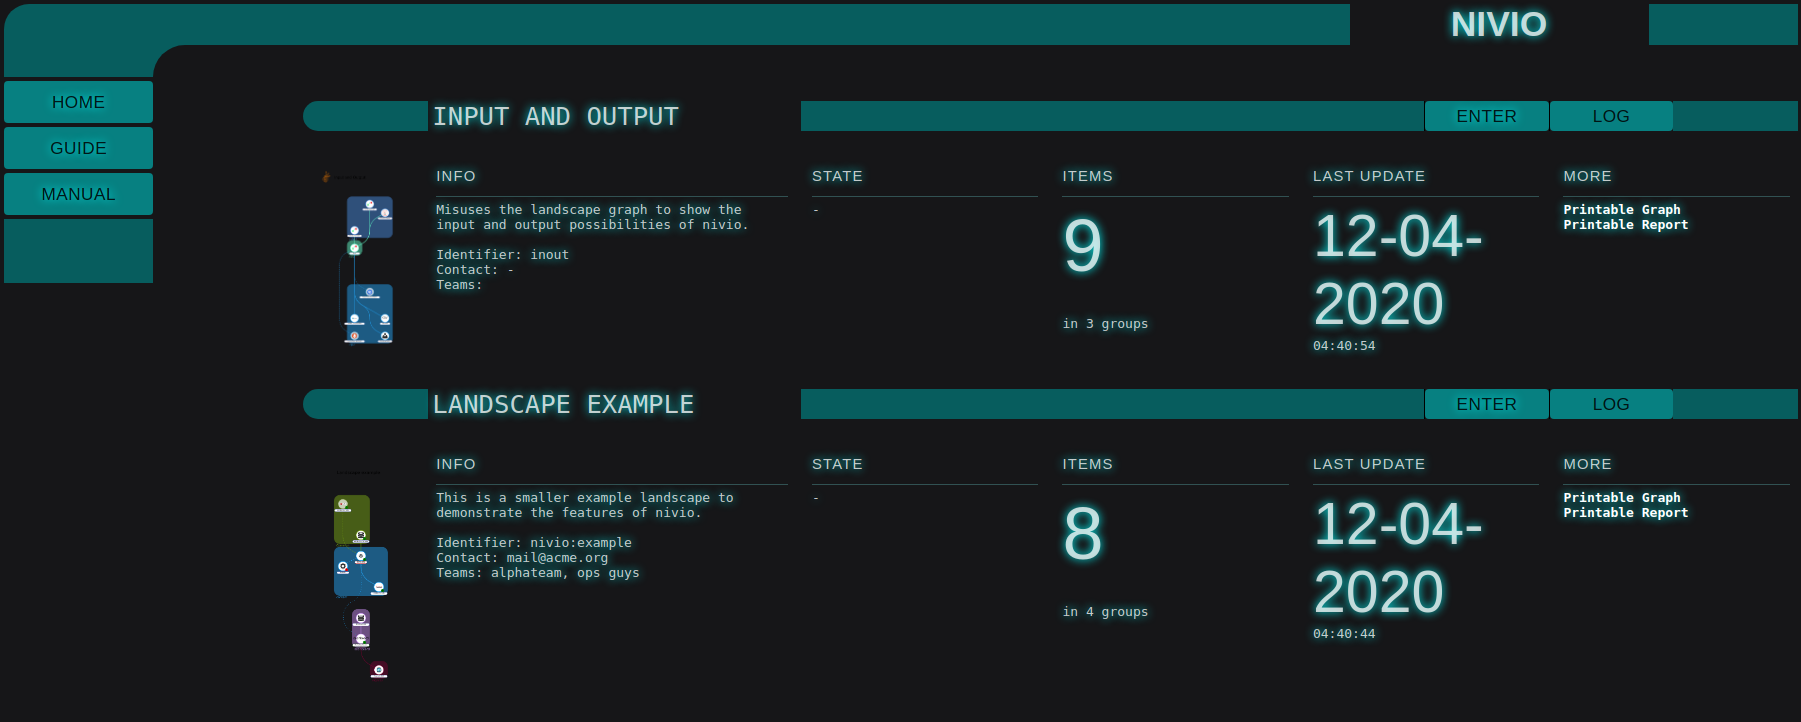 NIVIO
HOME
GUIDE
MANUAL
INPUT AND OUTPUT
ENTER
LOG
INFO
Misuses the landscape graph to show the
input and output possibilities of nivio.
Identifier: inout
Contact: -
Teams:
STATE
-
ITEMS
9
in 3 groups
LAST UPDATE
12-04-
2020
04:40:54
MORE
Printable Graph
Printable Report
LANDSCAPE EXAMPLE
ENTER
LOG
INFO
This is a smaller example landscape to
demonstrate the features of nivio.
Identifier: nivio:example
Contact: mail@acme.org
Teams: alphateam, ops guys
STATE
-
ITEMS
8
in 4 groups
LAST UPDATE
12-04-
2020
04:40:44
MORE
Printable Graph
Printable Report